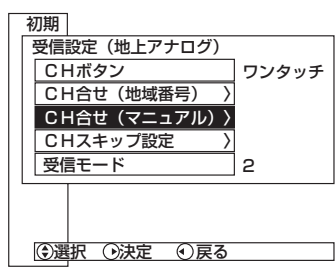 初期
受信設定（地上アナログ）
CHボタン ワンタッチ
CH合せ（地域番号） 〉
CH合せ（マニュアル）〉
CHスキップ設定 〉
受信モード 2
選択 決定 戻る